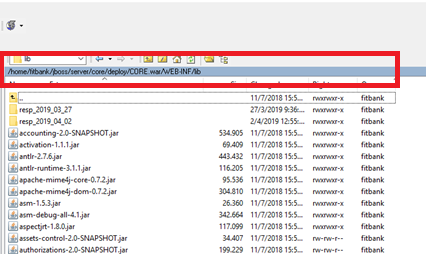 lib
/home/fitbank/jboss/server/core/deploy/CORE.war/WEB-INF/lib
.. 11/7/2018 15:5... rwxrwxr-x fitbank
resp_2019_03_27 27/3/2019 9:36:... rwxrwxr-x fitbank
resp_2019_04_02 2/4/2019 12:55:... rwxrwxr-x fitbank
accounting-2.0-SNAPSHOT.jar 534.905 11/7/2018 15:5... rwxrwxr-x fitbank
activation-1.1.1.jar 69.409 11/7/2018 15:5... rwxrwxr-x fitbank
antlr-2.7.6.jar 443.432 11/7/2018 15:5... rwxrwxr-x fitbank
antlr-runtime-3.1.1.jar 116.205 11/7/2018 15:5... rwxrwxr-x fitbank
apache-mime4j-core-0.7.2.jar 95.536 11/7/2018 15:5... rwxrwxr-x fitbank
apache-mime4j-dom-0.7.2.jar 304.810 11/7/2018 15:5... rwxrwxr-x fitbank
asm-1.5.3.jar 26.360 11/7/2018 15:5... rwxrwxr-x fitbank
asm-debug-all-4.1.jar 342.664 11/7/2018 15:5... rwxrwxr-x fitbank
aspectjrt-1.8.0.jar 117.099 11/7/2018 15:5... rwxrwxr-x fitbank
assets-control-2.0-SNAPSHOT.jar 34.407 11/7/2018 15:5... rw-rw-r-- fitbank
authorizations-2.0-SNAPSHOT.jar 199.229 11/7/2018 15:5... rwxrwxr-x fitbank